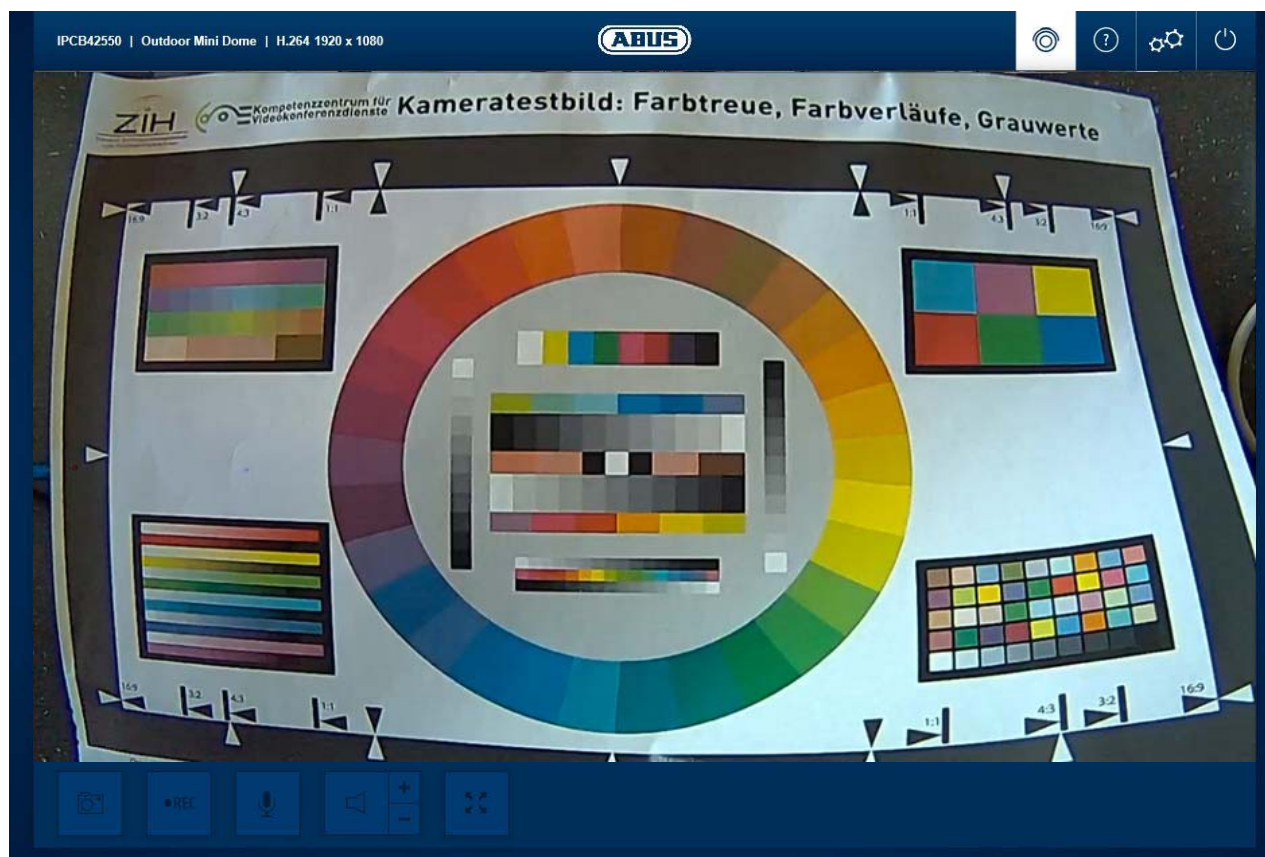 IPCB42550 | Outdoor Mini Dome | H.264 1920 x 1080
ABUS
?
ZIH Kompetenzzentrum für Videokonferenzdienste Kameratestbild: Farbtreue, Farbverläufe, Grauwerte
16:9 3:2 4:3 1:1 1:1 4:3 3:2 16:9
16:9 3:2 4:3 1:1 1:1 4:3 3:2 16:9
REC
+
-